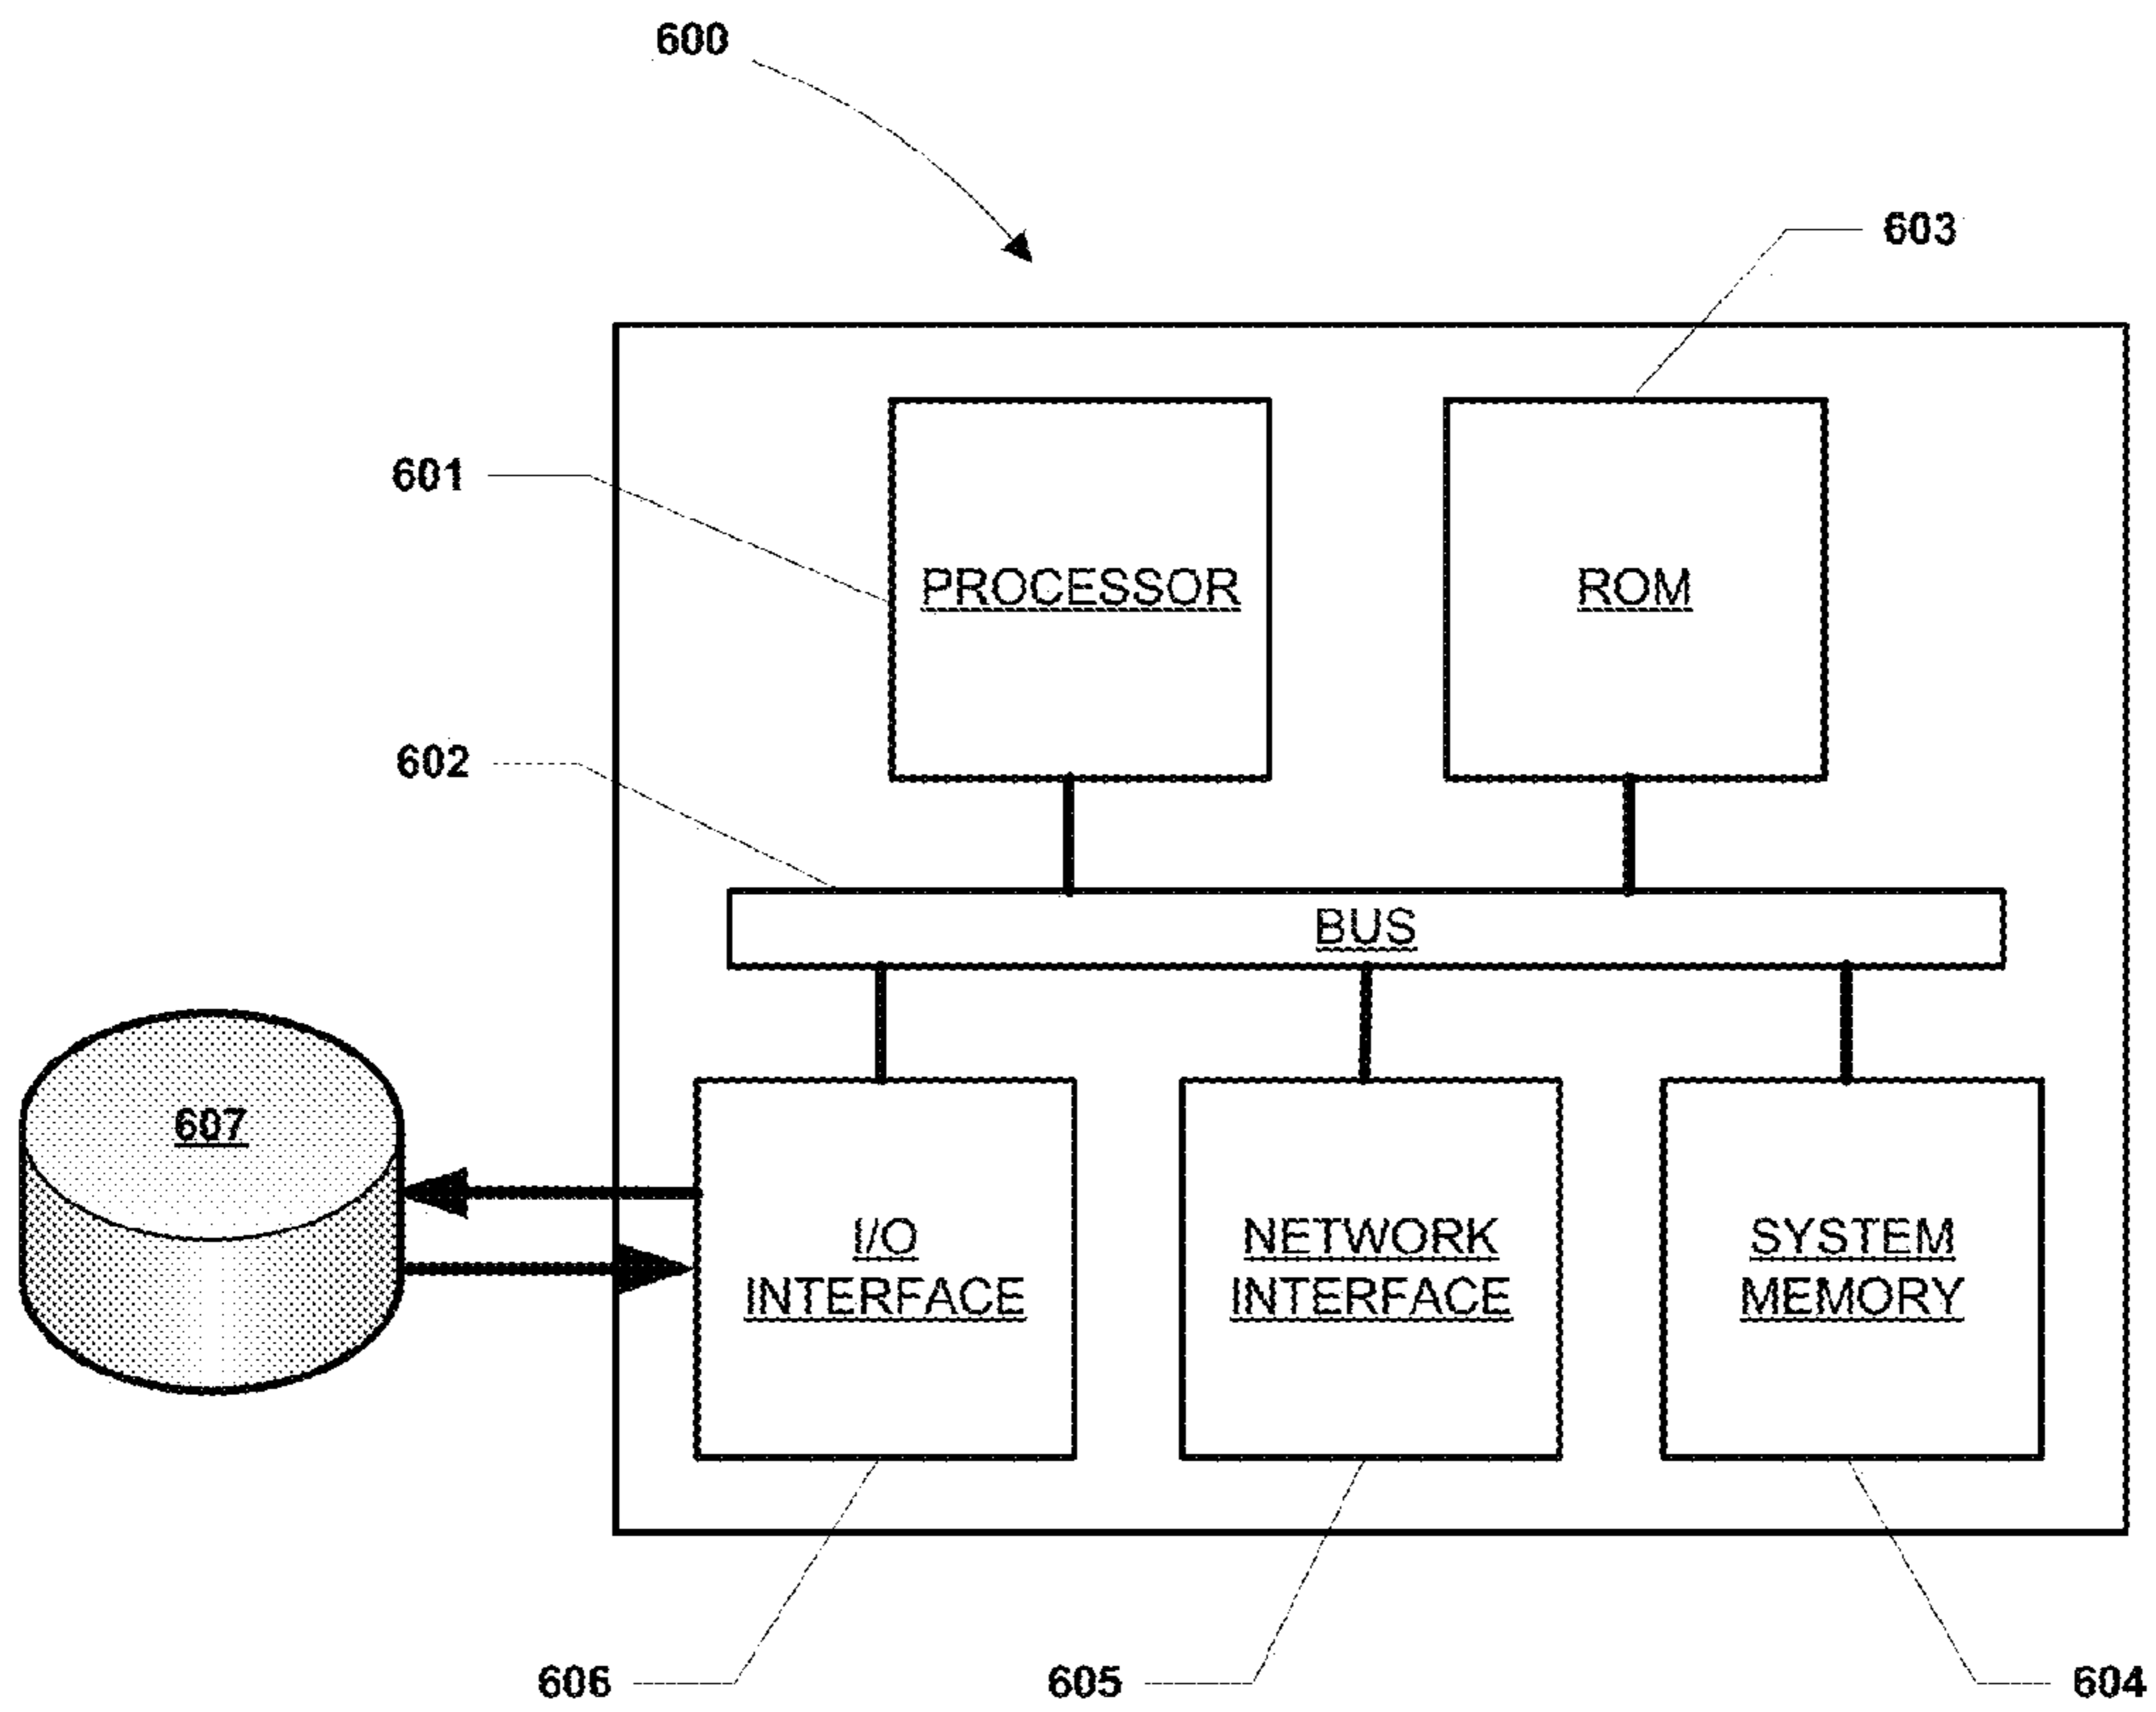 600
603
601
PROCESSOR
ROM
602
BUS
607
I/O
INTERFACE
NETWORK
INTERFACE
SYSTEM
MEMORY
606
605
604